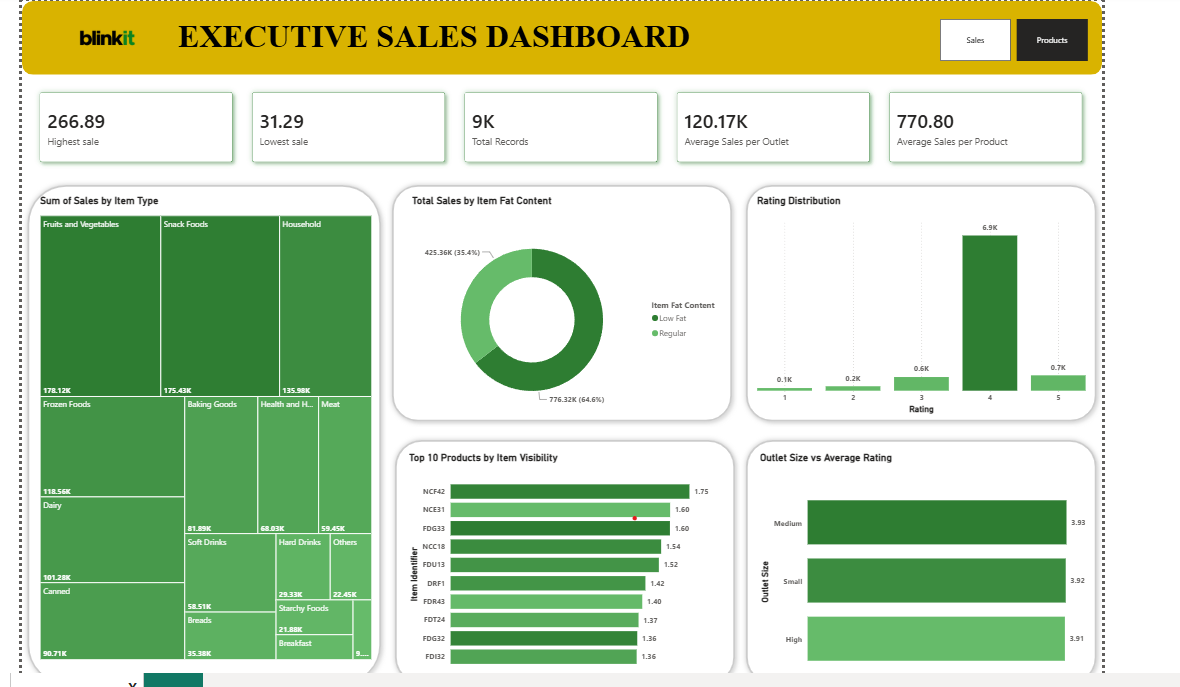 blinkit
EXECUTIVE SALES DASHBOARD
Sales
Products
266.89
Highest sale
31.29
Lowest sale
9K
Total Records
120.17K
Average Sales per Outlet
770.80
Average Sales per Product
Sum of Sales by Item Type
Fruits and Vegetables
178.12K
Snack Foods
175.43K
Household
135.98K
Frozen Foods
118.56K
Dairy
101.28K
Canned
90.71K
Baking Goods
81.89K
Health and H...
68.03K
Meat
59.45K
Soft Drinks
58.51K
Breads
35.38K
Hard Drinks
29.33K
Others
22.45K
Starchy Foods
21.88K
Breakfast
9....
Total Sales by Item Fat Content
425.36K (35.4%)
776.32K (64.6%)
Item Fat Content
Low Fat
Regular
Rating Distribution
0.1K
0.2K
0.6K
6.9K
0.7K
1
2
3
4
5
Rating
Top 10 Products by Item Visibility
Item Identifier
NCF42 1.75
NCE31 1.60
FDG33 1.60
NCC18 1.54
FDU13 1.52
DRF1 1.42
FDR43 1.40
FDT24 1.37
FDG32 1.36
FDI32 1.36
Outlet Size vs Average Rating
Outlet Size
Medium 3.93
Small 3.92
High 3.91